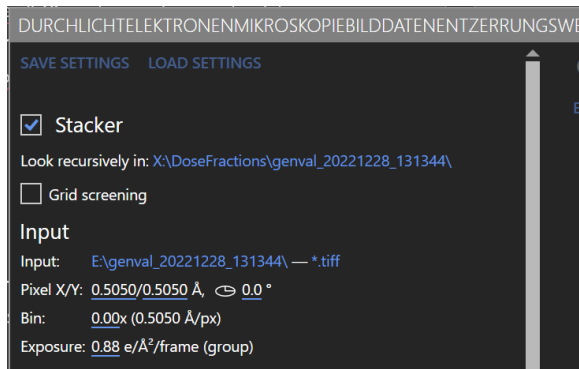 DURCHLICHTELEKTRONENMIKROSKOPIEBILDDATENENTZERRUNGSWE
SAVE SETTINGS LOAD SETTINGS
Stacker
Look recursively in: X:\DoseFractions\genval_20221228_131344\
Grid screening
Input
Input: E:\genval_20221228_131344\ — *.tiff
Pixel X/Y: 0.5050/0.5050 Å, 0.0 °
Bin: 0.00x (0.5050 Å/px)
Exposure: 0.88 e/Å²/frame (group)